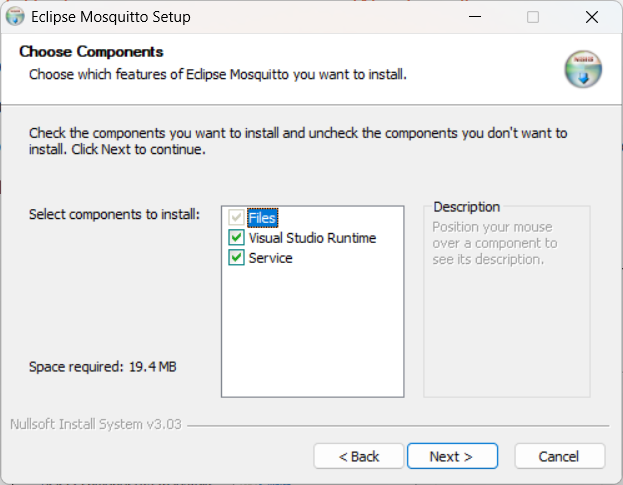 Eclipse Mosquitto Setup
Choose Components
Choose which features of Eclipse Mosquitto you want to install.
Check the components you want to install and uncheck the components you don't want to
install. Click Next to continue.
Select components to install:
Files
Visual Studio Runtime
Service
Description
Position your mouse
over a component to
see its description.
Space required: 19.4 MB
Nullsoft Install System v3.03
< Back
Next >
Cancel